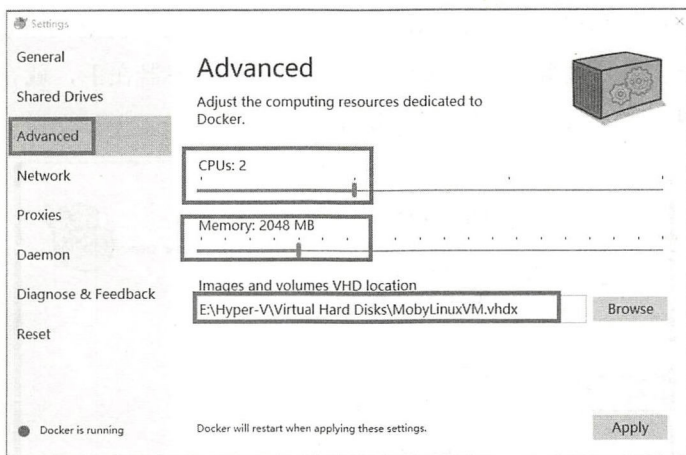 Settings
General
Shared Drives
Advanced
Network
Proxies
Daemon
Diagnose & Feedback
Reset
Docker is running
Advanced
Adjust the computing resources dedicated to
Docker.
CPUs: 2
Memory: 2048 MB
Images and volumes VHD location
E:\Hyper-V\Virtual Hard Disks\MobyLinuxVM.vhdx
Browse
Docker will restart when applying these settings.
Apply